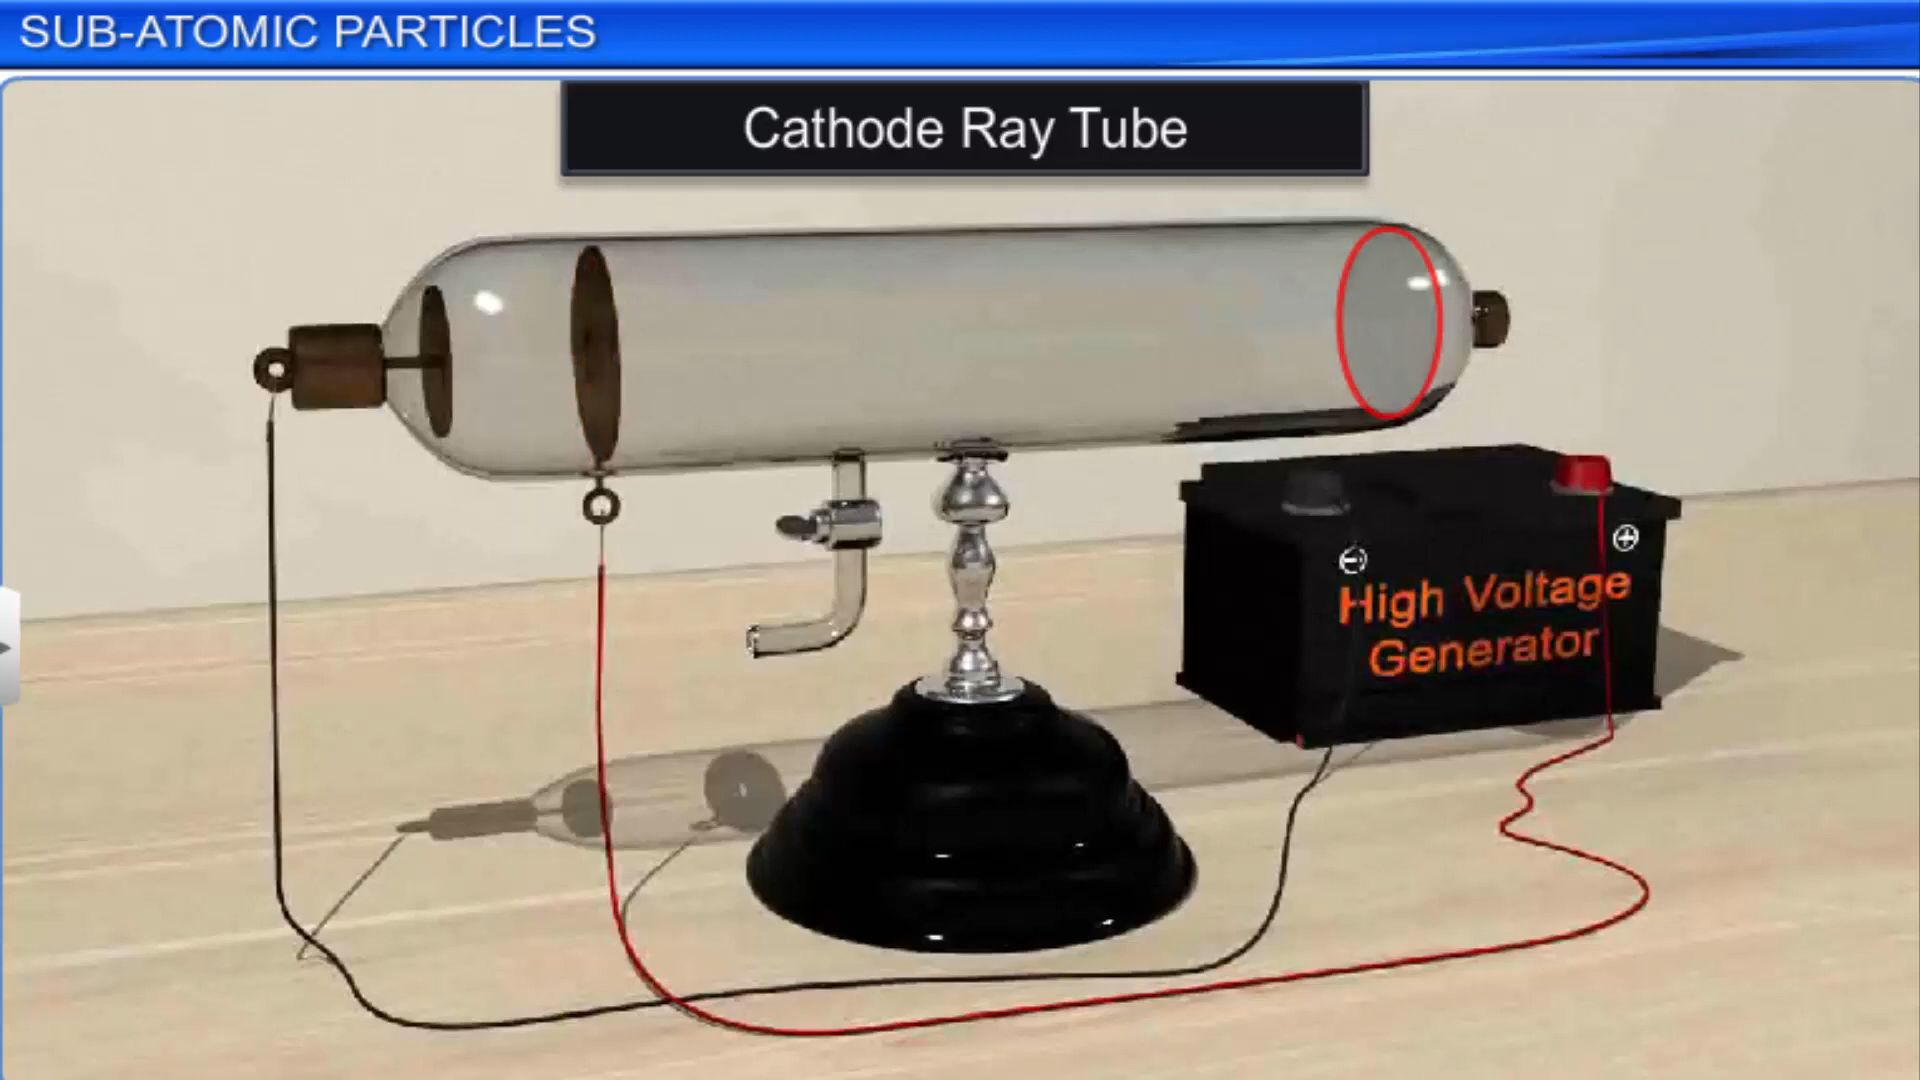 SUB-ATOMIC PARTICLES
Cathode Ray Tube
High Voltage
Generator